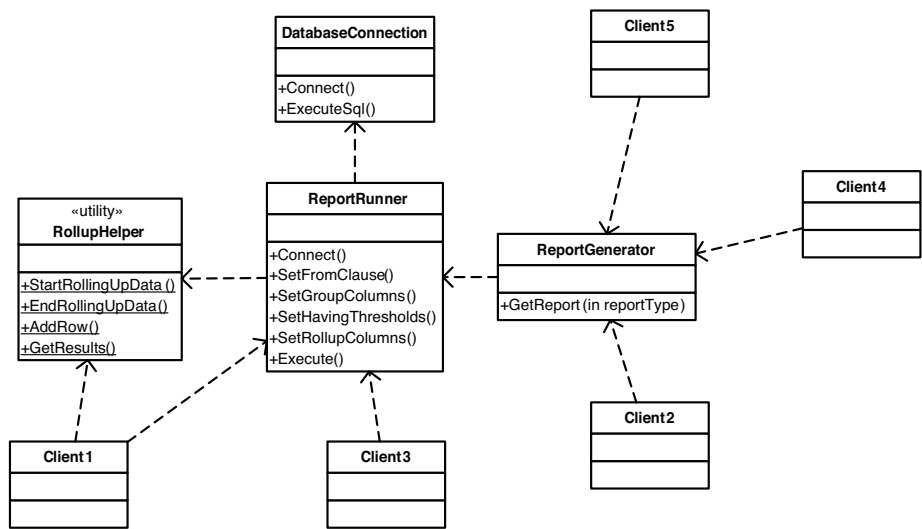 DatabaseConnection
+Connect()
+ExecuteSql()
Client5
Client4
«utility»
RollupHelper
+StartRollingUpData()
+EndRollingUpData()
+AddRow()
+GetResults()
ReportRunner
+Connect()
+SetFromClause()
+SetGroupColumns()
+SetHavingThresholds()
+SetRollupColumns()
+Execute()
ReportGenerator
+GetReport(in reportType)
Client1
Client3
Client2